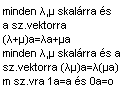 minden λ,μ skalárra és
a sz.vektorra
(λ+μ)a=λa+μa
minden λ,μ skalárra és a
sz.vektorra (λμ)a=λ(μa)
m sz.vra 1a=a és 0a=o